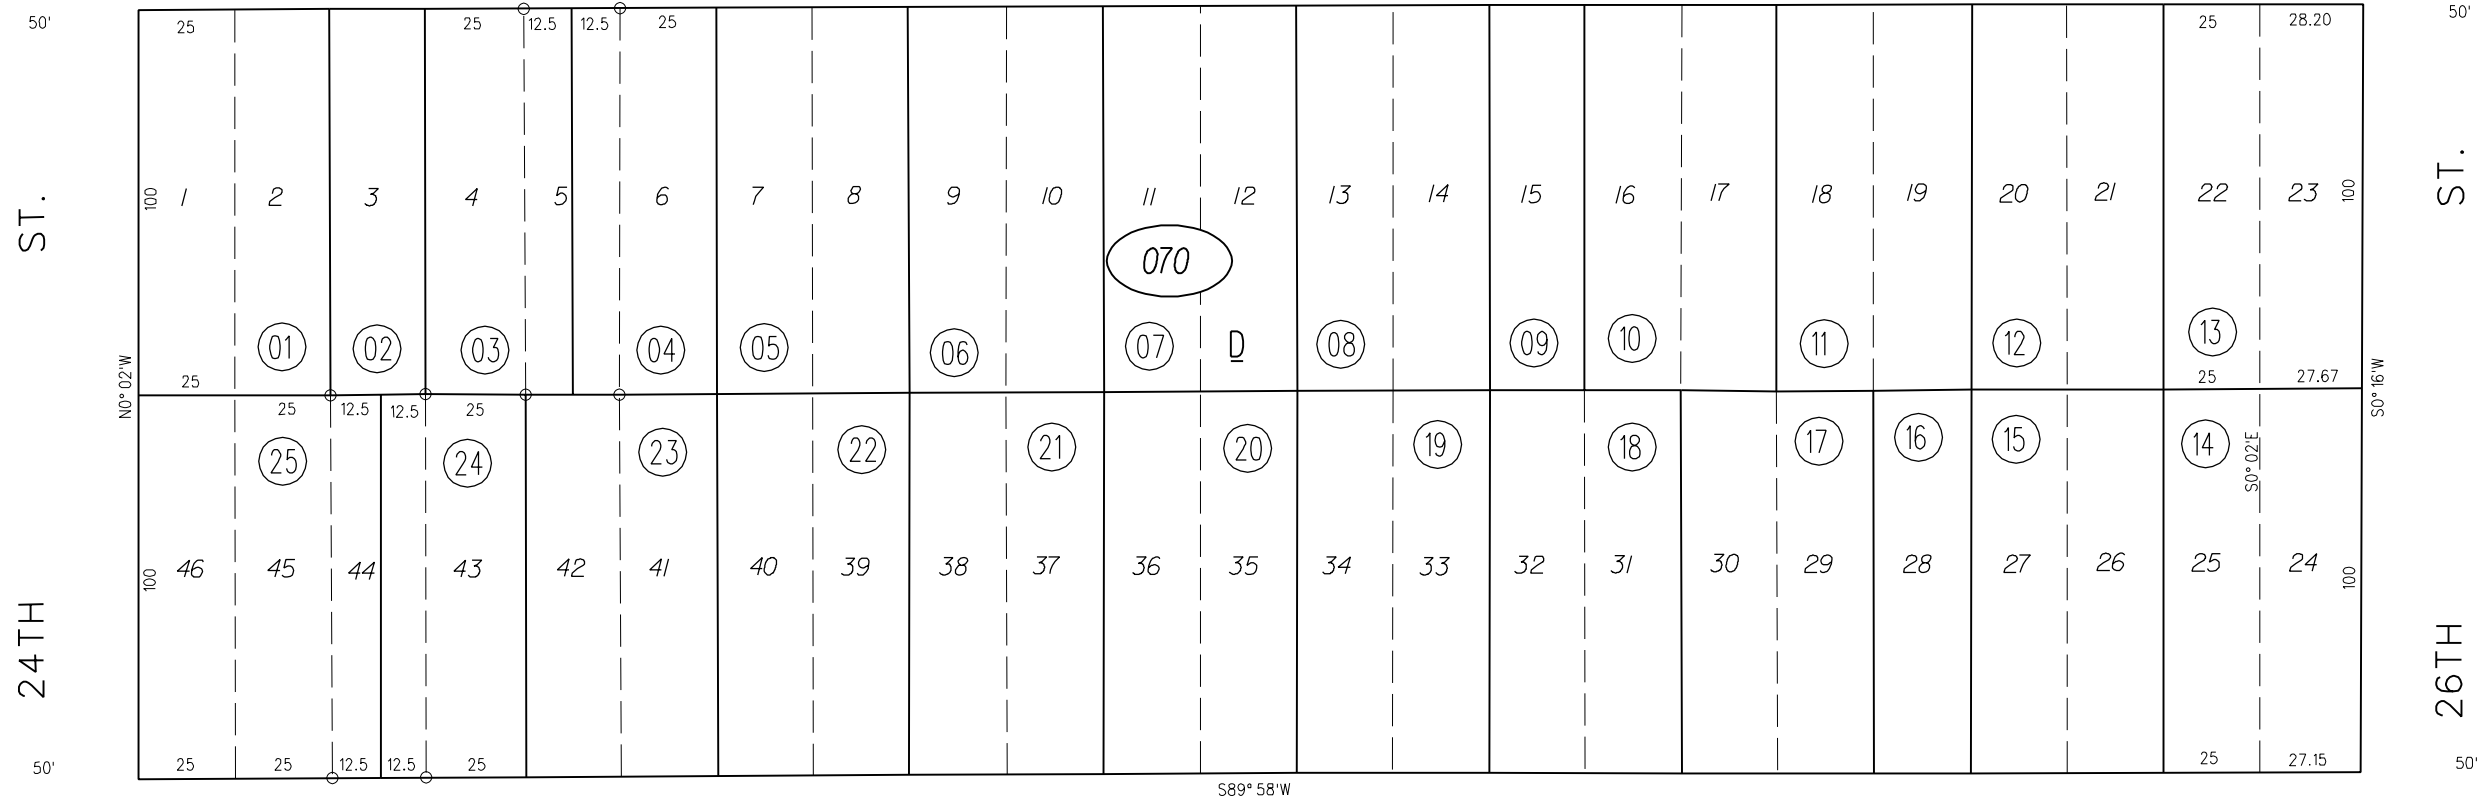 50' 25 25 12.5 12.5 25 25 28.20 50'
ST. 100 1 2 3 4 5 6 7 8 9 10 11 12 13 14 15 16 17 18 19 20 21 22 23 100 ST.
070
01 02 03 04 05 06 07 D 08 09 10 11 12 13
N0° 02'W 25 25 27.67 S0° 16'W
25 12.5 12.5 25
25 24 23 22 21 20 19 18 17 16 15 14 S0° 02'E
24TH 100 46 45 44 43 42 41 40 39 38 37 36 35 34 33 32 31 30 29 28 27 26 25 24 100 26TH
50' 25 25 12.5 12.5 25 25 27.15 50'
S89° 58'W